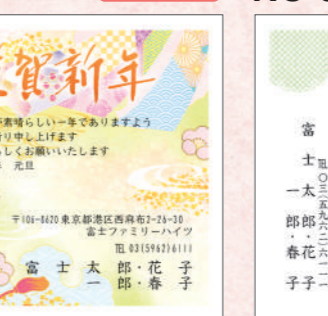 賀新年
素晴らしい一年でありますよう
り申し上げます
しくお願いいたします
元旦
〒106-8620 東京都港区西麻布2-26-30
富士ファミリーハイツ
TEL 03(5962)6111
富士太郎・花子
一郎・春子
富士太郎・花子
一郎・春子